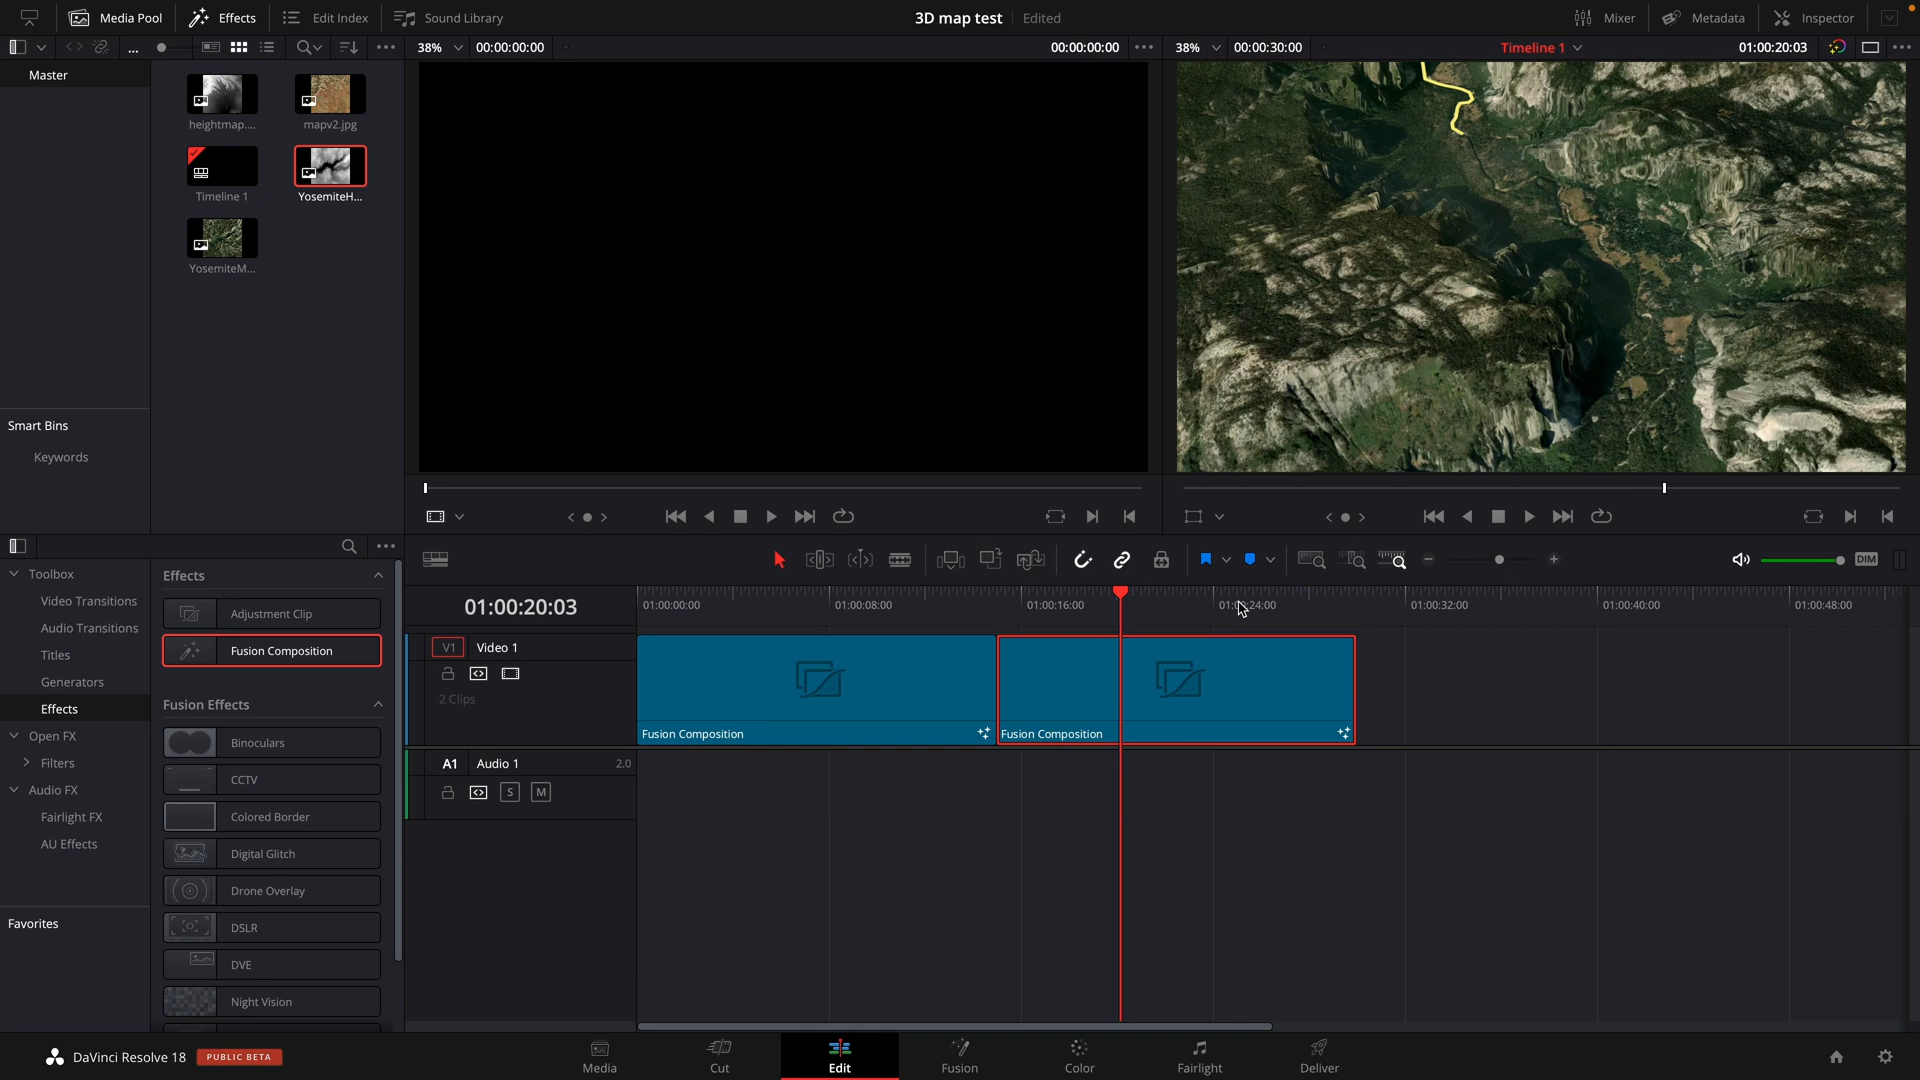 Media Pool
Effects
Edit Index
Sound Library
3D map test
Edited
Mixer
Metadata
Inspector
...
38%
00:00:00:00
00:00:00:00
38%
00:00:30:00
Timeline 1
01:00:20:03
Master
heightmap....
mapv2.jpg
Timeline 1
YosemiteH...
YosemiteM...
Smart Bins
Keywords
Toolbox
Video Transitions
Audio Transitions
Titles
Generators
Effects
Open FX
Filters
Audio FX
Fairlight FX
AU Effects
Favorites
Effects
Adjustment Clip
Fusion Composition
Fusion Effects
Binoculars
CCTV
Colored Border
Digital Glitch
Drone Overlay
DSLR
DVE
Night Vision
DIM
01:00:20:03
01:00:00:00
01:00:08:00
01:00:16:00
01:00:24:00
01:00:32:00
01:00:40:00
01:00:48:00
V1
Video 1
2 Clips
Fusion Composition
Fusion Composition
A1
Audio 1
2.0
S
M
DaVinci Resolve 18
PUBLIC BETA
Media
Cut
Edit
Fusion
Color
Fairlight
Deliver